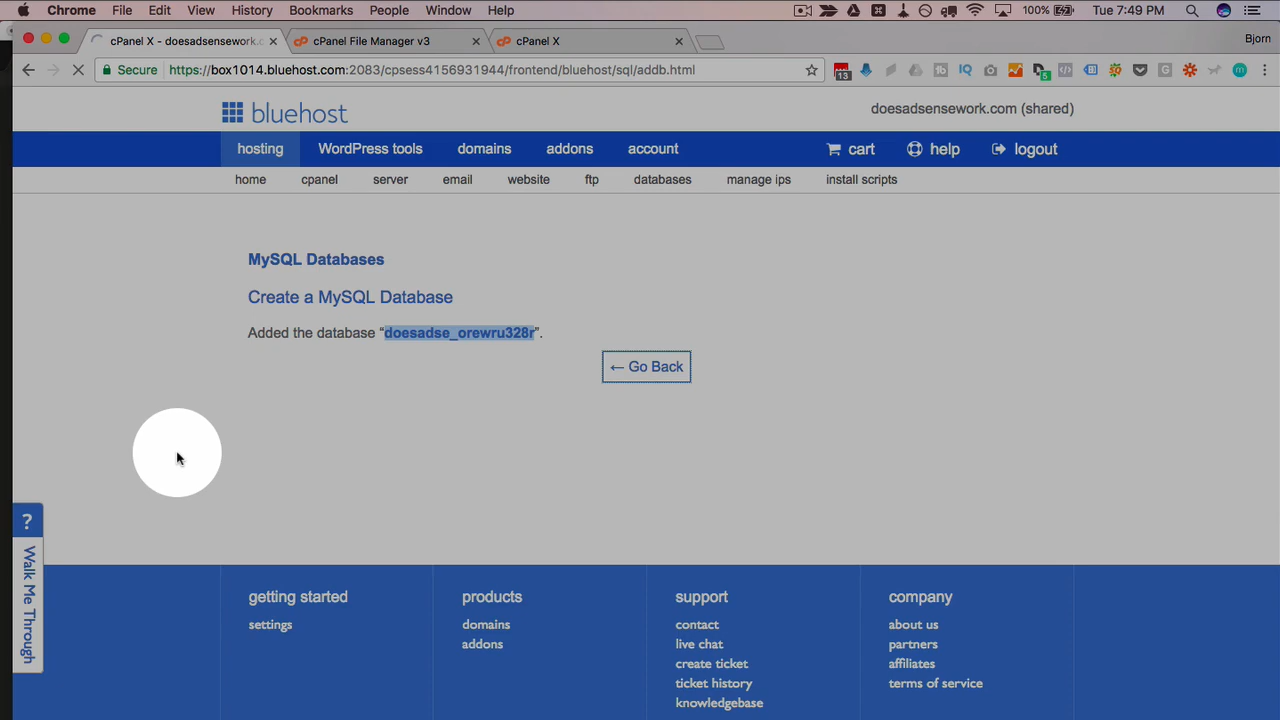 Chrome File Edit View History Bookmarks People Window Help 100% Tue 7:49 PM
cPanel X - doesadsensework.c cPanel File Manager v3 cPanel X Bjorn
Secure https://box1014.bluehost.com:2083/cpsess4156931944/frontend/bluehost/sql/addb.html 13 5
bluehost doesadsensework.com (shared)
hosting WordPress tools domains addons account cart help logout
home cpanel server email website ftp databases manage ips install scripts
MySQL Databases
Create a MySQL Database
Added the database “doesadse_orewru328r”.
← Go Back
?
Walk Me Through
getting started products support company
settings domains contact about us
addons live chat partners
create ticket affiliates
ticket history terms of service
knowledgebase